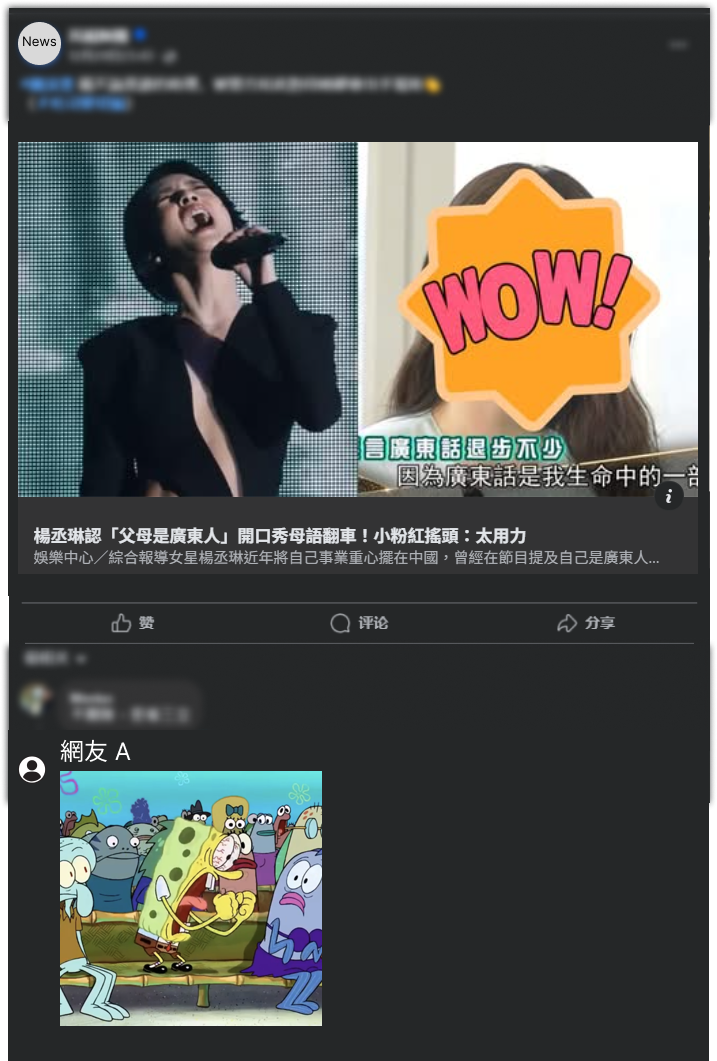 News
WOW!
言廣東話退步不少
因為廣東話是我生命中的一部
楊丞琳認「父母是廣東人」開口秀母語翻車！小粉紅搖頭：太用力
娛樂中心／綜合報導女星楊丞琳近年將自己事業重心擺在中國，曾經在節目提及自己是廣東人...
赞
评论
分享
網友 A